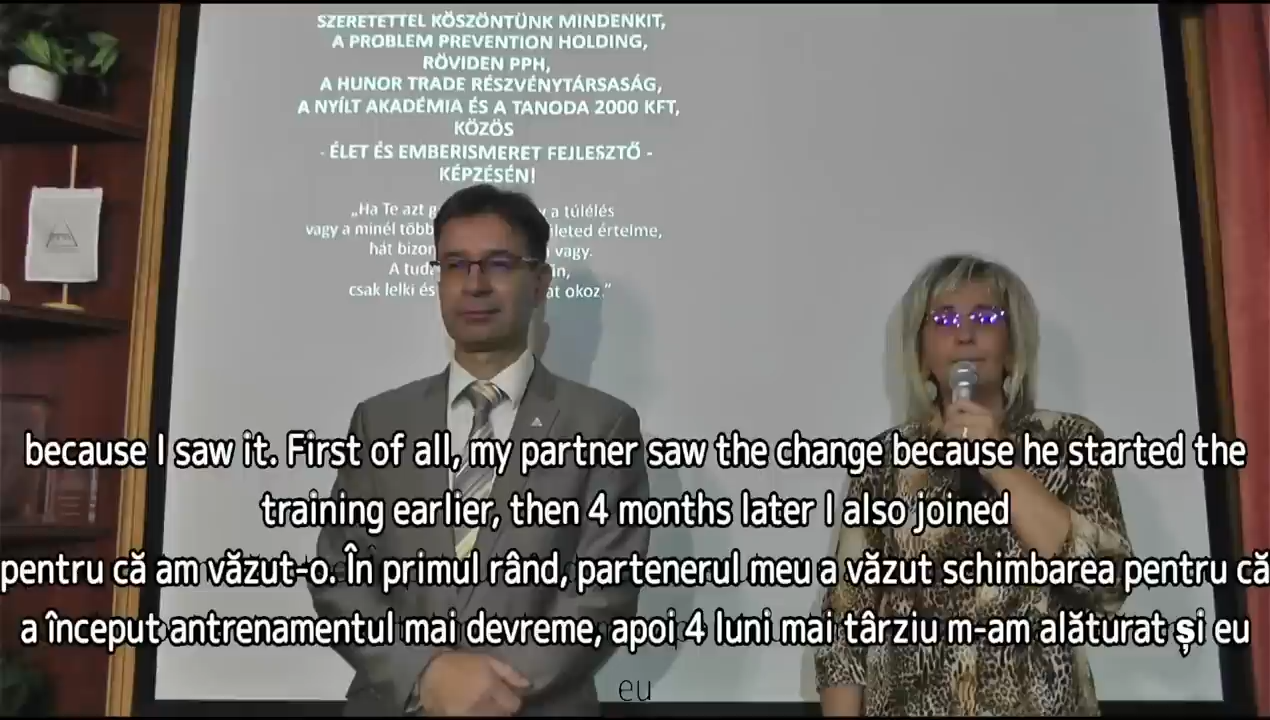 SZERETETTEL KÖSZÖNTÜNK MINDENKIT,
A PROBLEM PREVENTION HOLDING,
RÖVIDEN PPH,
A HUNOR TRADE RÉSZVÉNYTÁRSASÁG,
A NYÍLT AKADÉMIA ÉS A TANODA 2000 KFT,
KÖZÖS
- ÉLET ÉS EMBERISMERET FEJLESZTŐ -
KÉPZÉSÉN!
„Ha Te azt a túlélés
vagy a minél több értelme,
hát vagy.
A
csak lelki és okoz.”
because I saw it. First of all, my partner saw the change because he started the
training earlier, then 4 months later I also joined
pentru că am văzut-o. În primul rând, partenerul meu a văzut schimbarea pentru că
a început antrenamentul mai devreme, apoi 4 luni mai târziu m-am alăturat și eu
eu